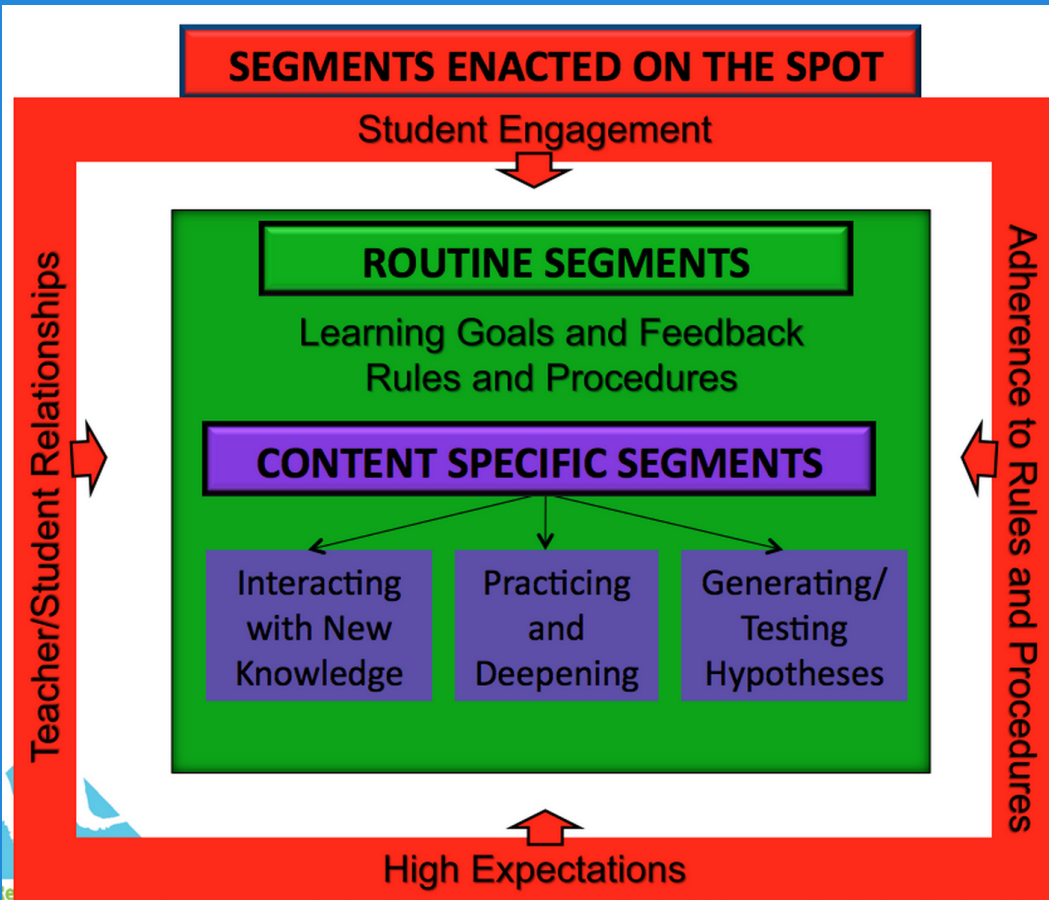 SEGMENTS ENACTED ON THE SPOT
Student Engagement
Teacher/Student Relationships
Adherence to Rules and Procedures
ROUTINE SEGMENTS
Learning Goals and Feedback
Rules and Procedures
CONTENT SPECIFIC SEGMENTS
Interacting
with New
Knowledge
Practicing
and
Deepening
Generating/
Testing
Hypotheses
High Expectations